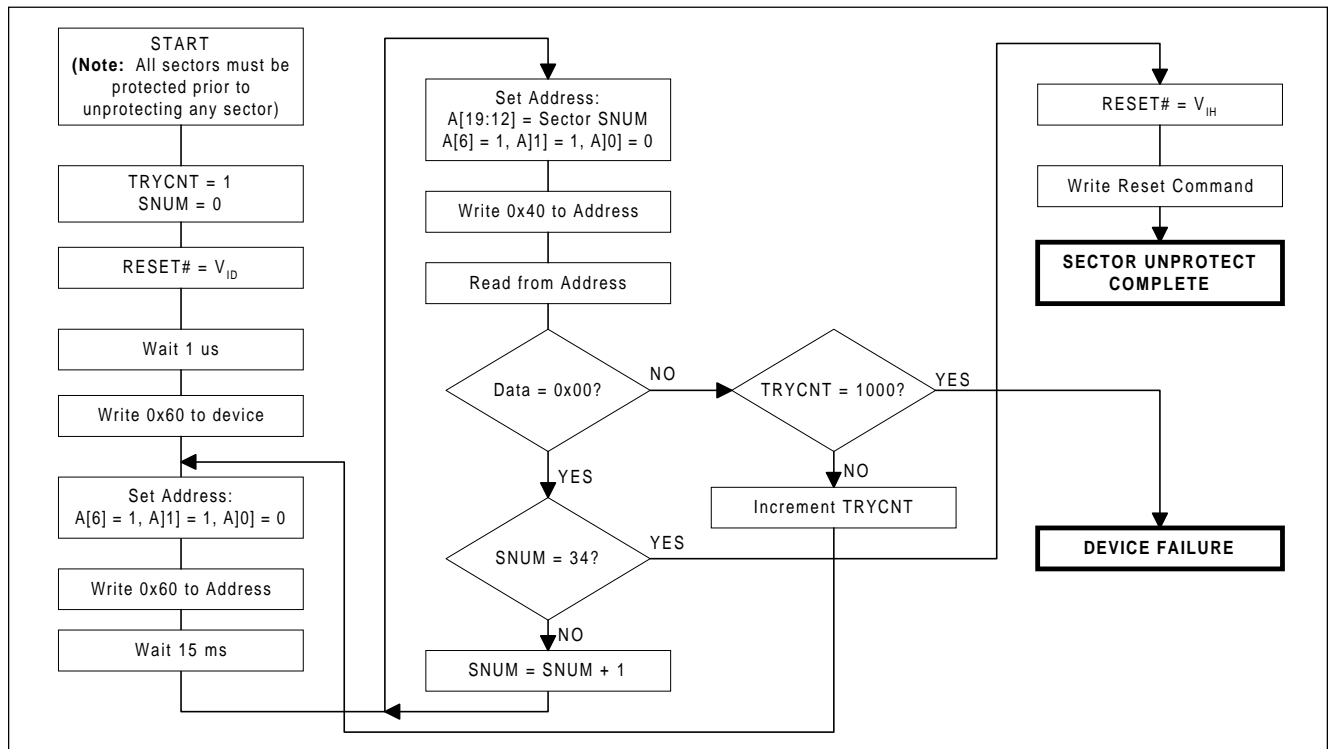 START
(Note: All sectors must be
protected prior to
unprotecting any sector)
TRYCNT = 1
SNUM = 0
RESET# = VID
Wait 1 us
Write 0x60 to device
Set Address:
A[6] = 1, A]1] = 1, A]0] = 0
Write 0x60 to Address
Wait 15 ms
Set Address:
A[19:12] = Sector SNUM
A[6] = 1, A]1] = 1, A]0] = 0
Write 0x40 to Address
Read from Address
Data = 0x00?
NO
YES
SNUM = 34?
YES
NO
SNUM = SNUM + 1
TRYCNT = 1000?
YES
NO
Increment TRYCNT
RESET# = VIH
Write Reset Command
SECTOR UNPROTECT
COMPLETE
DEVICE FAILURE